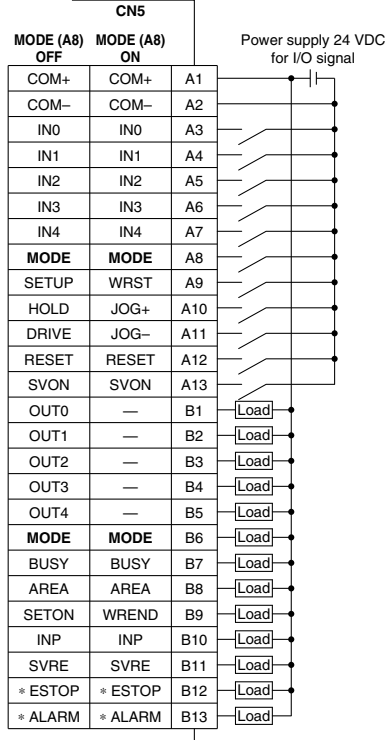 CN5
MODE (A8) MODE (A8) Power supply 24 VDC
OFF ON for I/O signal
COM+ COM+ A1
COM– COM– A2
IN0 IN0 A3
IN1 IN1 A4
IN2 IN2 A5
IN3 IN3 A6
IN4 IN4 A7
MODE MODE A8
SETUP WRST A9
HOLD JOG+ A10
DRIVE JOG– A11
RESET RESET A12
SVON SVON A13
OUT0 — B1 Load
OUT1 — B2 Load
OUT2 — B3 Load
OUT3 — B4 Load
OUT4 — B5 Load
MODE MODE B6 Load
BUSY BUSY B7 Load
AREA AREA B8 Load
SETON WREND B9 Load
INP INP B10 Load
SVRE SVRE B11 Load
∗ ESTOP ∗ ESTOP B12 Load
∗ ALARM ∗ ALARM B13 Load